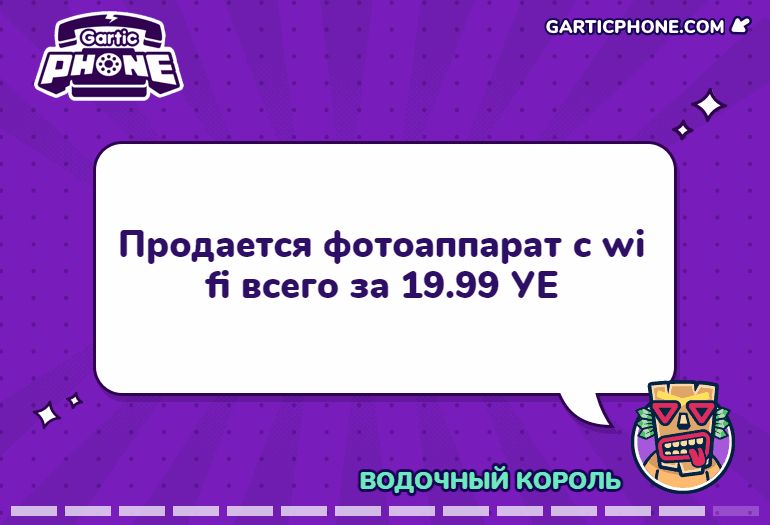 Gartic
PHONE
GARTICPHONE.COM
Продается фотоаппарат с wi
fi всего за 19.99 УЕ
ВОДОЧНЫЙ КОРОЛЬ